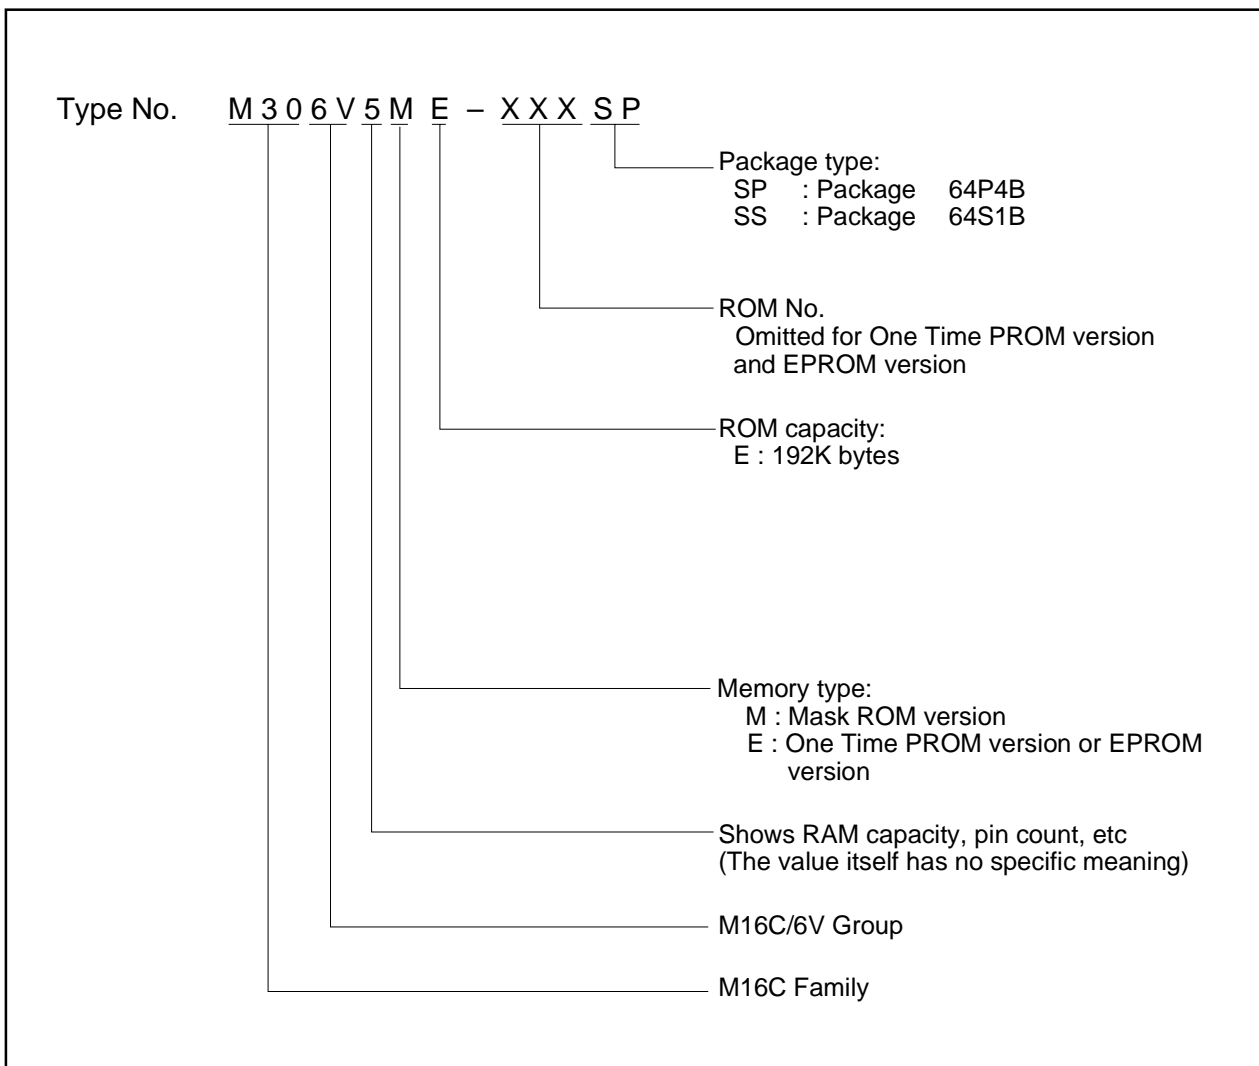 Type No. M 3 0 6 V 5 M E – X X X S P
Package type:
SP : Package 64P4B
SS : Package 64S1B
ROM No.
Omitted for One Time PROM version
and EPROM version
ROM capacity:
E : 192K bytes
Memory type:
M : Mask ROM version
E : One Time PROM version or EPROM
version
Shows RAM capacity, pin count, etc
(The value itself has no specific meaning)
M16C/6V Group
M16C Family